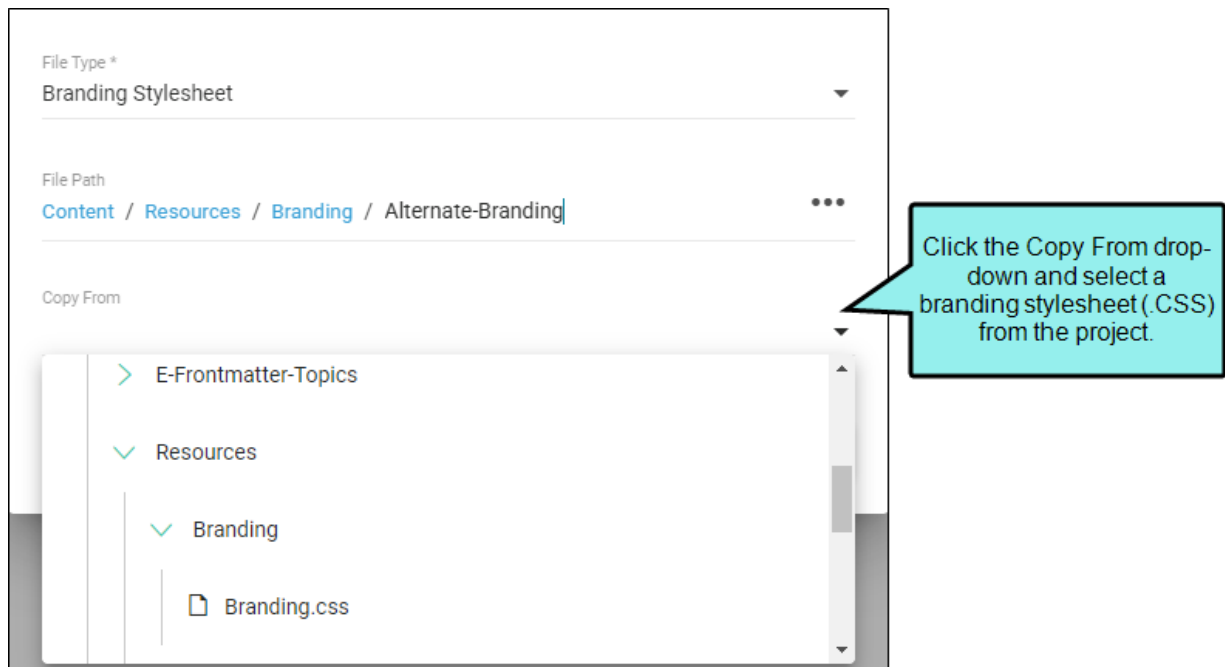 File Type *
Branding Stylesheet
File Path
Content / Resources / Branding / Alternate-Branding
Copy From
Click the Copy From drop-
down and select a
branding stylesheet (.CSS)
from the project.
E-Frontmatter-Topics
Resources
Branding
Branding.css